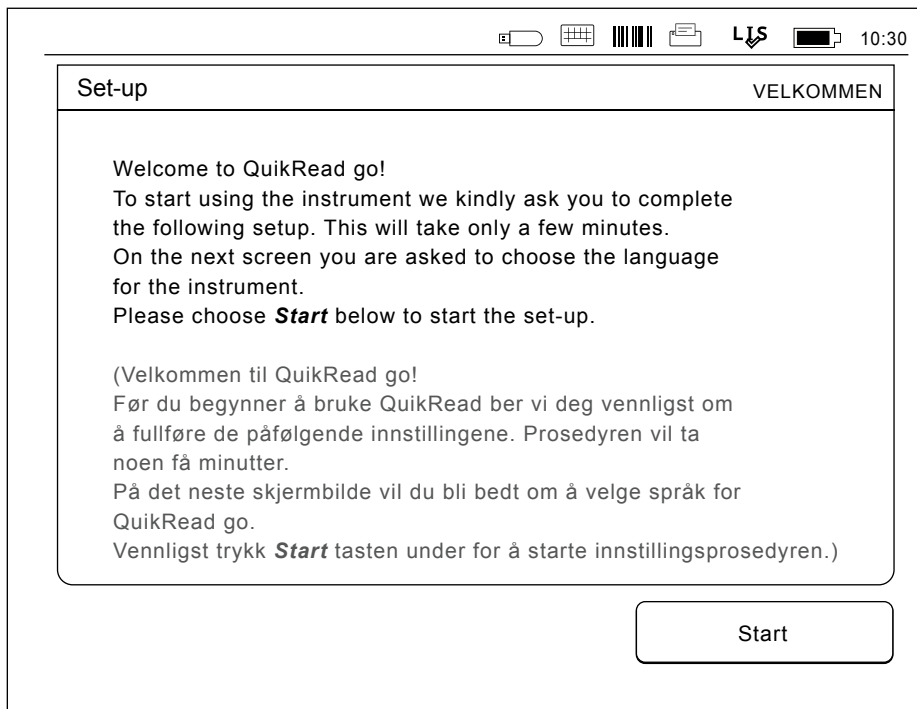 LIS 10:30
Set-up VELKOMMEN
Welcome to QuikRead go!
To start using the instrument we kindly ask you to complete
the following setup. This will take only a few minutes.
On the next screen you are asked to choose the language
for the instrument.
Please choose Start below to start the set-up.
(Velkommen til QuikRead go!
Før du begynner å bruke QuikRead ber vi deg vennligst om
å fullføre de påfølgende innstillingene. Prosedyren vil ta
noen få minutter.
På det neste skjermbilde vil du bli bedt om å velge språk for
QuikRead go.
Vennligst trykk Start tasten under for å starte innstillingsprosedyren.)
Start